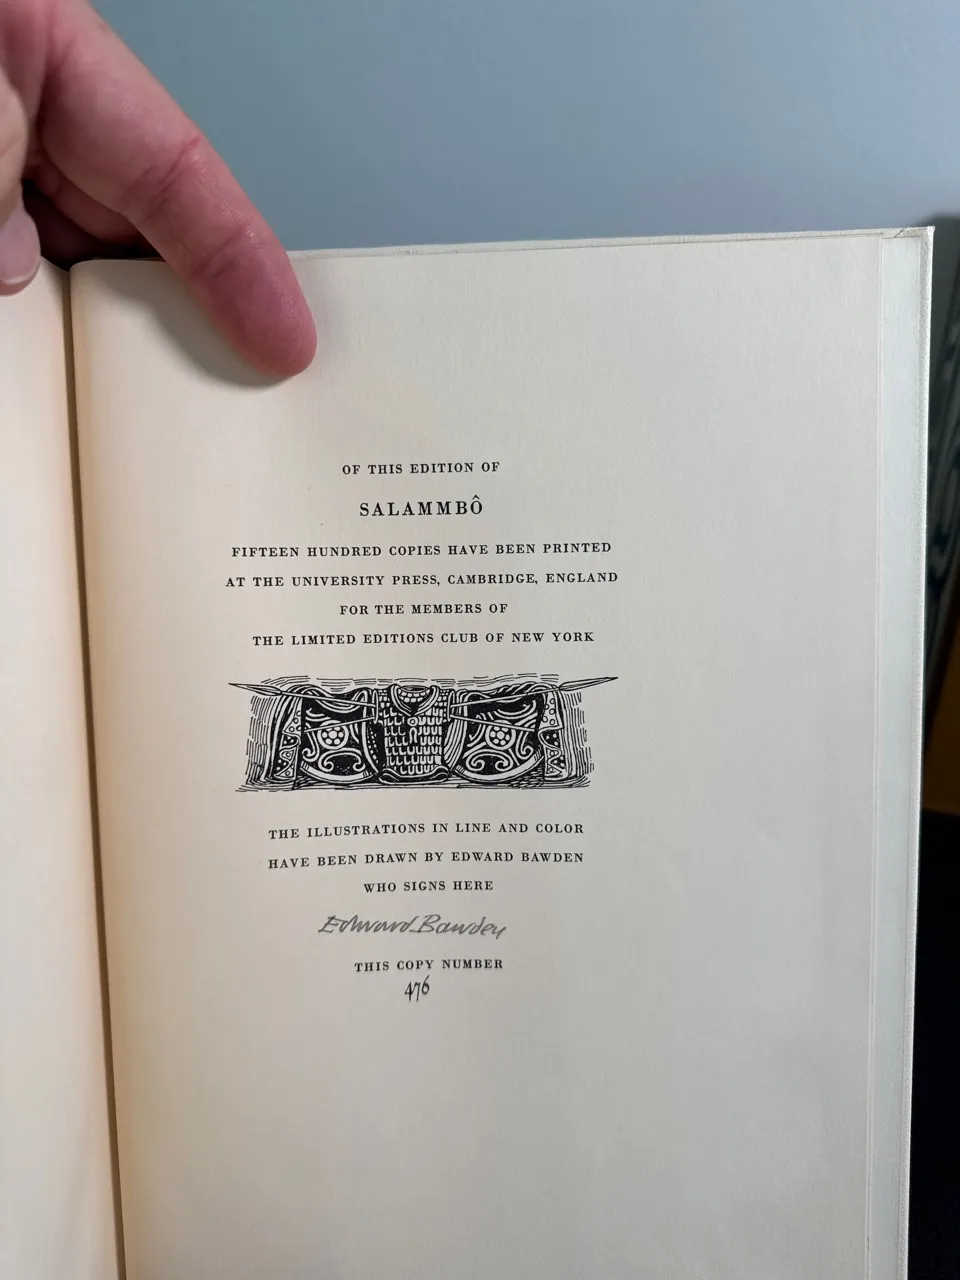 OF THIS EDITION OF
SALAMMBÔ
FIFTEEN HUNDRED COPIES HAVE BEEN PRINTED
AT THE UNIVERSITY PRESS, CAMBRIDGE, ENGLAND
FOR THE MEMBERS OF
THE LIMITED EDITIONS CLUB OF NEW YORK
THE ILLUSTRATIONS IN LINE AND COLOR
HAVE BEEN DRAWN BY EDWARD BAWDEN
WHO SIGNS HERE
Edward Bawden
THIS COPY NUMBER
476